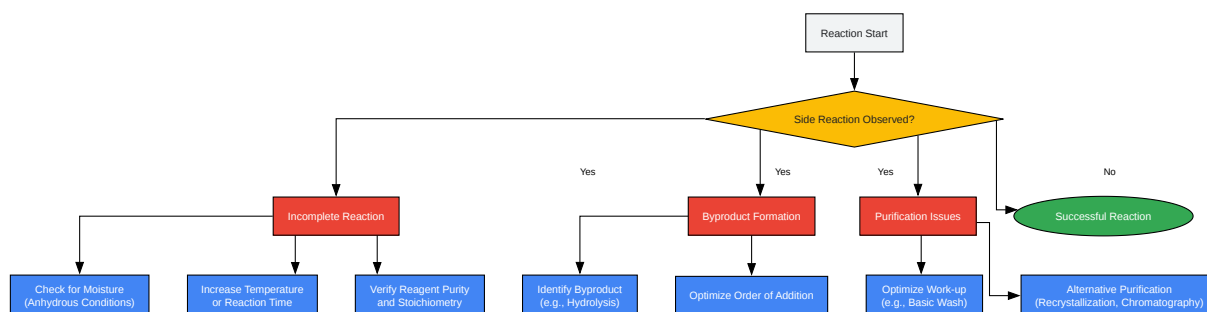 Reaction Start
Side Reaction Observed?
Yes
Yes
Yes
No
Incomplete Reaction
Byproduct Formation
Purification Issues
Successful Reaction
Check for Moisture
(Anhydrous Conditions)
Increase Temperature
or Reaction Time
Verify Reagent Purity
and Stoichiometry
Identify Byproduct
(e.g., Hydrolysis)
Optimize Order of Addition
Optimize Work-up
(e.g., Basic Wash)
Alternative Purification
(Recrystallization, Chromatography)